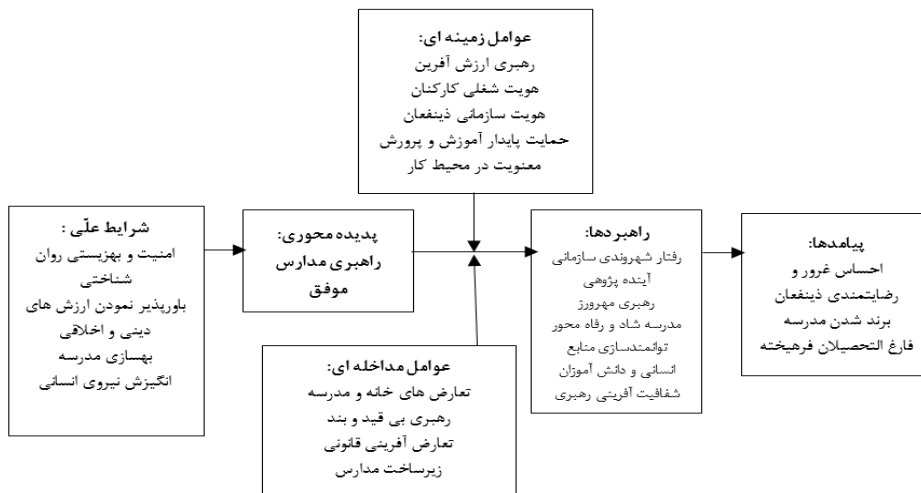 عوامل زمینه ای:
رهبری ارزش آفرین
هویت شغلی کارکنان
هویت سازمانی ذینفعان
حمایت پایدار آموزش و پرورش
معنویت در محیط کار
شرایط علّی :
امنیت و بهزیستی روان
شناختی
باورپذیر نمودن ارزش های
دینی و اخلاقی
بهسازی مدرسه
انگیزش نیروی انسانی
پدیده محوری:
راهبری مدارس
موفق
عوامل مداخله ای:
تعارض های خانه و مدرسه
رهبری بی قید و بند
تعارض آفرینی قانونی
زیرساخت مدارس
راهبردها:
رفتار شهروندی سازمانی
آینده پژوهی
رهبری مهرورز
مدرسه شاد و رفاه محور
توانمندسازی منابع
انسانی و دانش آموزان
شفافیت آفرینی رهبری
پیامدها:
احساس غرور و
رضایتمندی ذینفعان
برند شدن مدرسه
فارغ التحصیلان فرهیخته